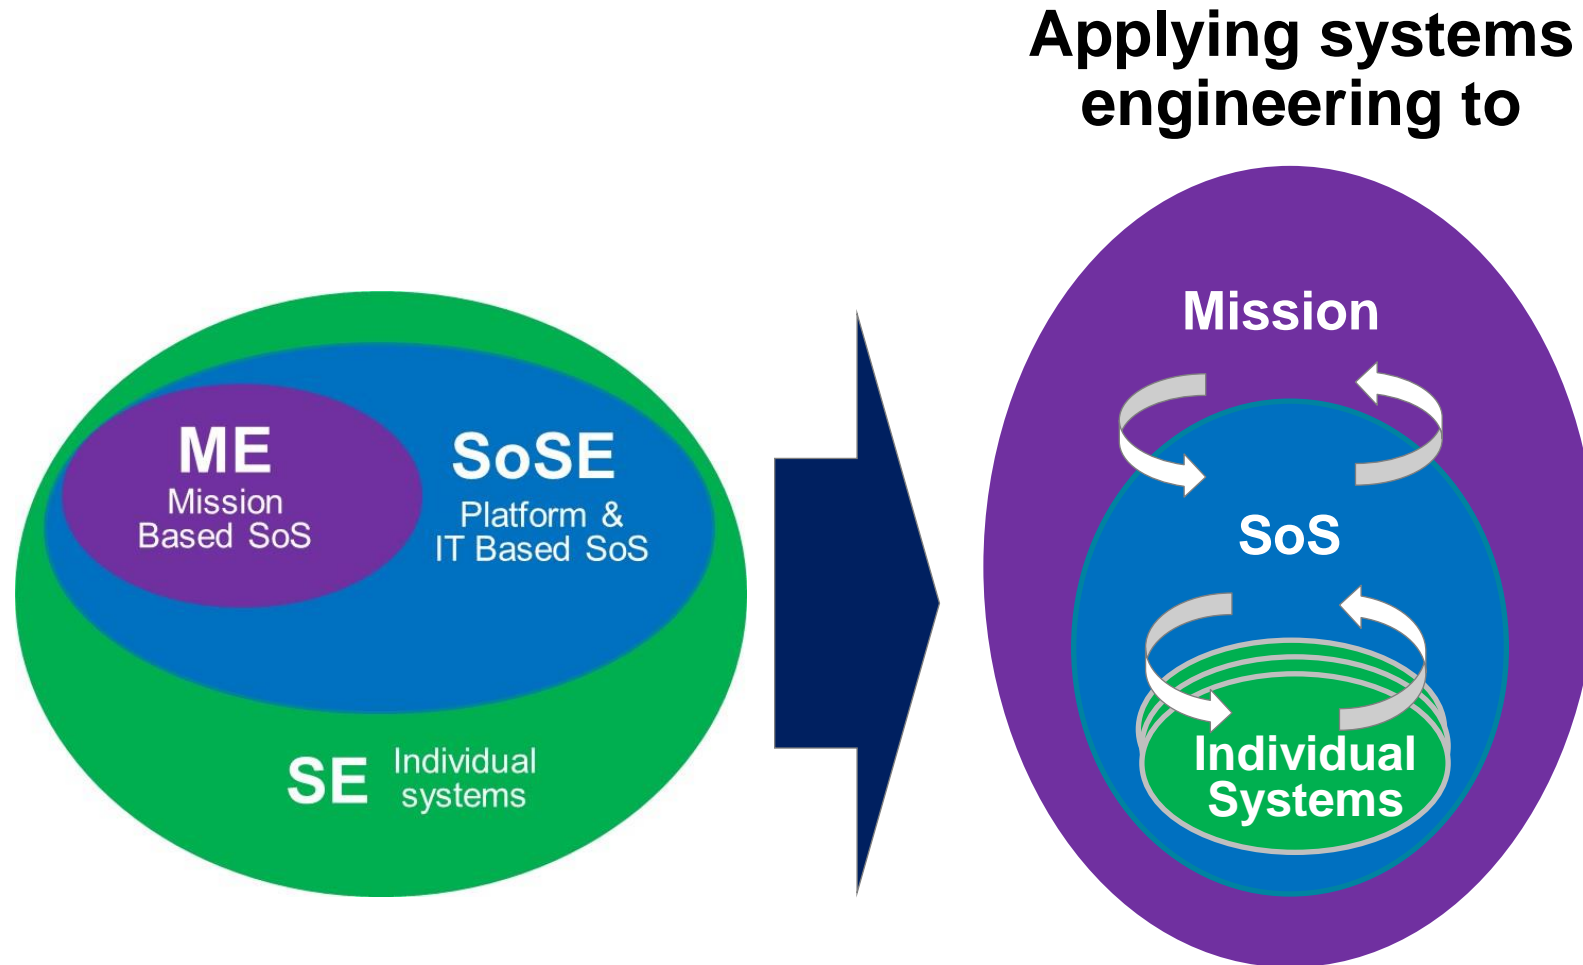 Applying systems
engineering to
ME
Mission
Based SoS
SoSE
Platform &
IT Based SoS
SE
Individual
systems
Mission
SoS
Individual
Systems